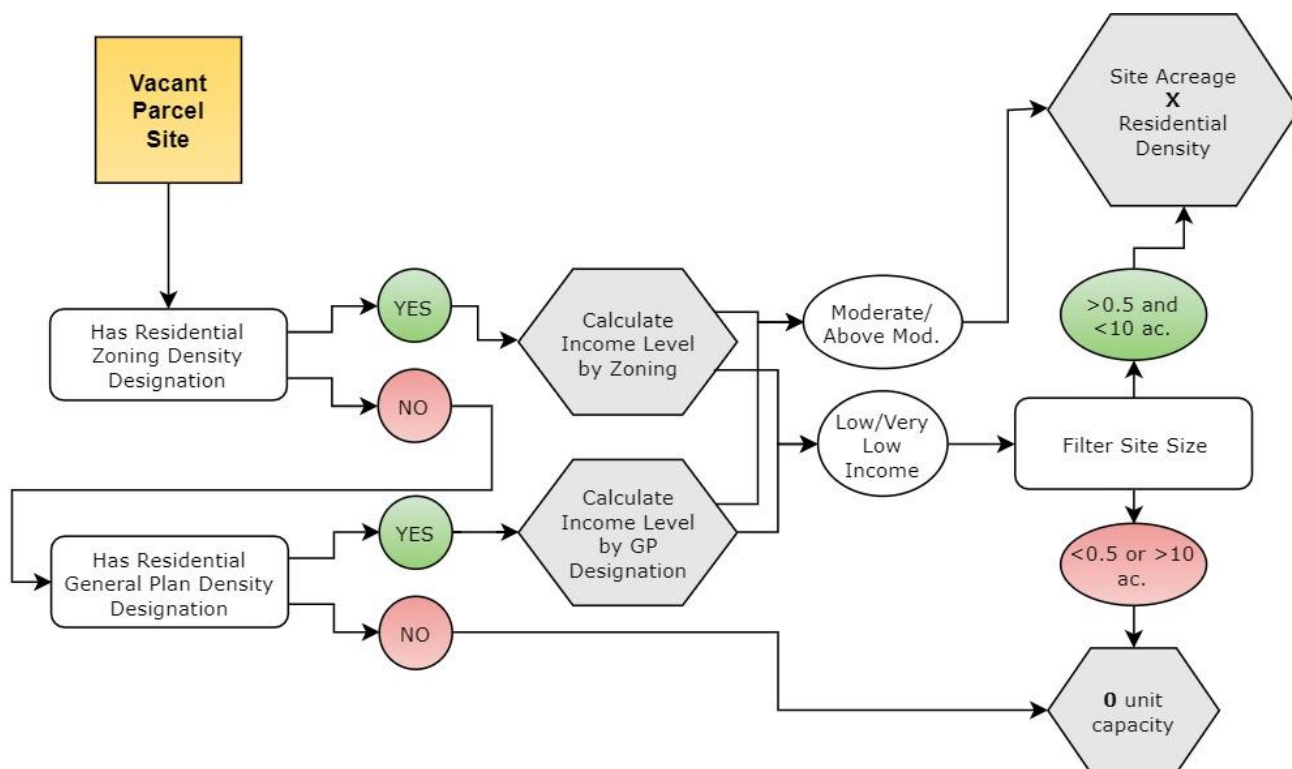 Vacant
Parcel
Site
Has Residential
Zoning Density
Designation
YES
NO
Calculate
Income Level
by Zoning
Moderate/
Above Mod.
Site Acreage
X
Residential
Density
>0.5 and
<10 ac.
Low/Very
Low
Income
Filter Site Size
Has Residential
General Plan Density
Designation
YES
NO
Calculate
Income Level
by GP
Designation
<0.5 or >10
ac.
0 unit
capacity